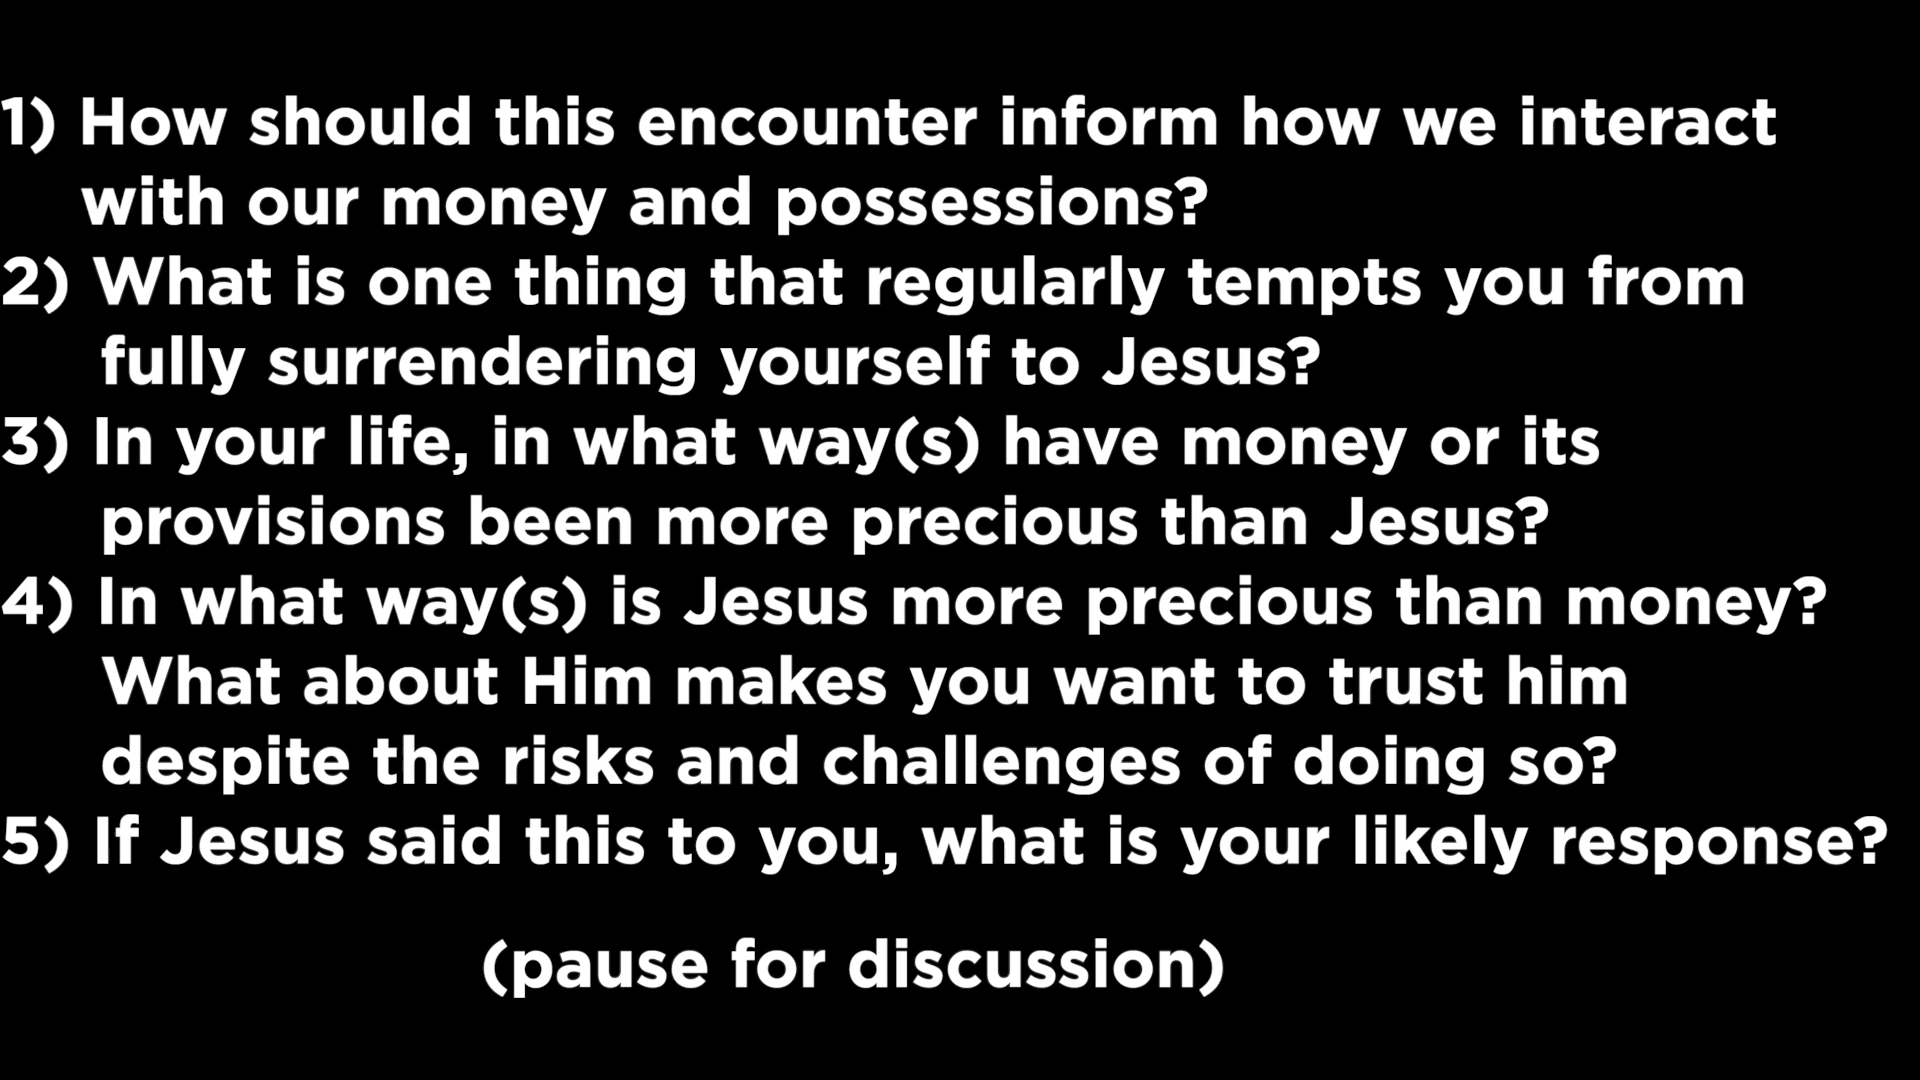 1) How should this encounter inform how we interact
with our money and possessions?
2) What is one thing that regularly tempts you from
fully surrendering yourself to Jesus?
3) In your life, in what way(s) have money or its
provisions been more precious than Jesus?
4) In what way(s) is Jesus more precious than money?
What about Him makes you want to trust him
despite the risks and challenges of doing so?
5) If Jesus said this to you, what is your likely response?
(pause for discussion)